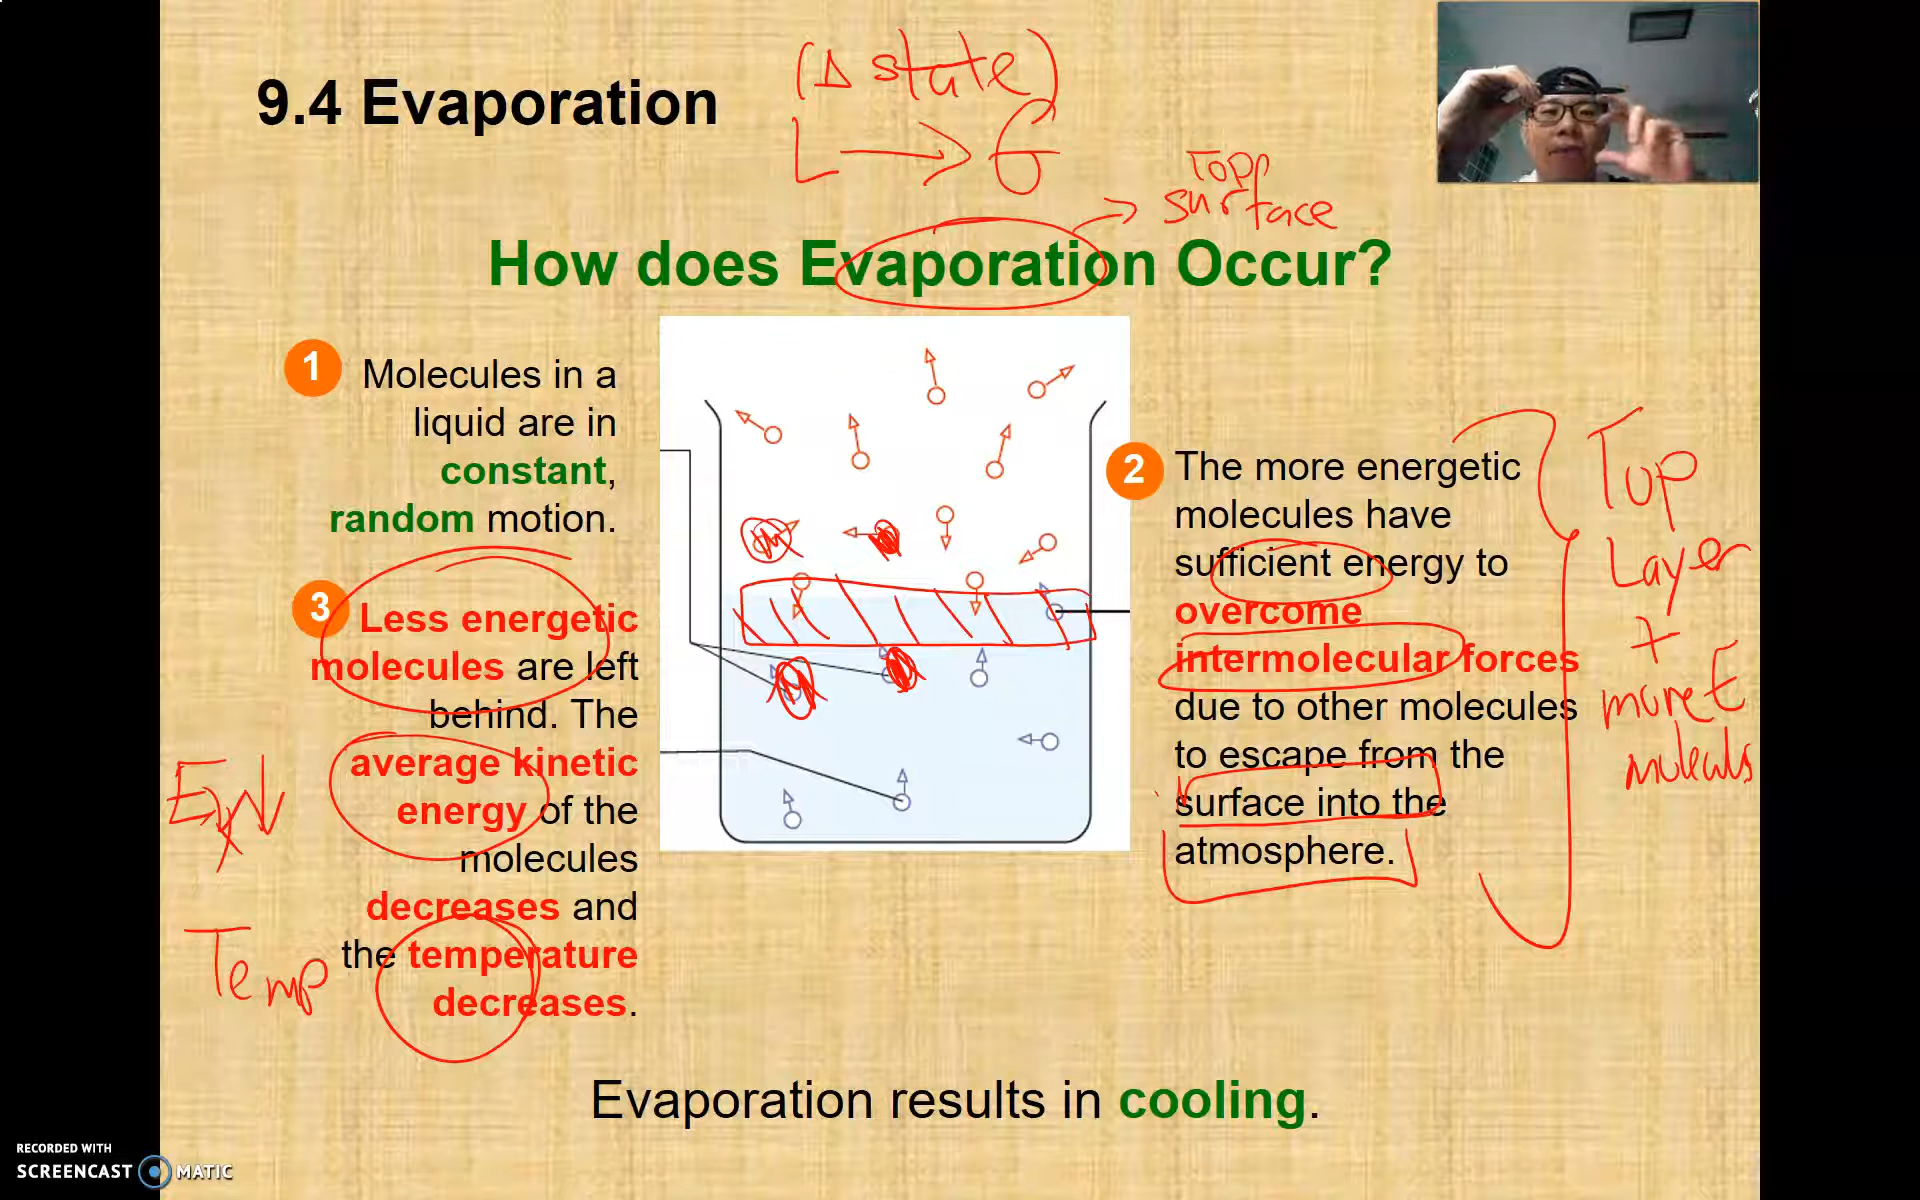 (Δ state)
L → G
9.4 Evaporation
Topp
surface
How does Evaporation Occur?
1
Molecules in a
liquid are in
constant,
random motion.
2
The more energetic
molecules have
sufficient energy to
overcome
intermolecular forces
due to other molecules
to escape from the
surface into the
atmosphere.
Top
Layer
+
more E
3
Less energetic
molecules are left
behind. The
average kinetic
energy of the
molecules
decreases and
the temperature
decreases.
Temp
Evaporation results in cooling.
RECORDED WITH
SCREENCAST MATIC